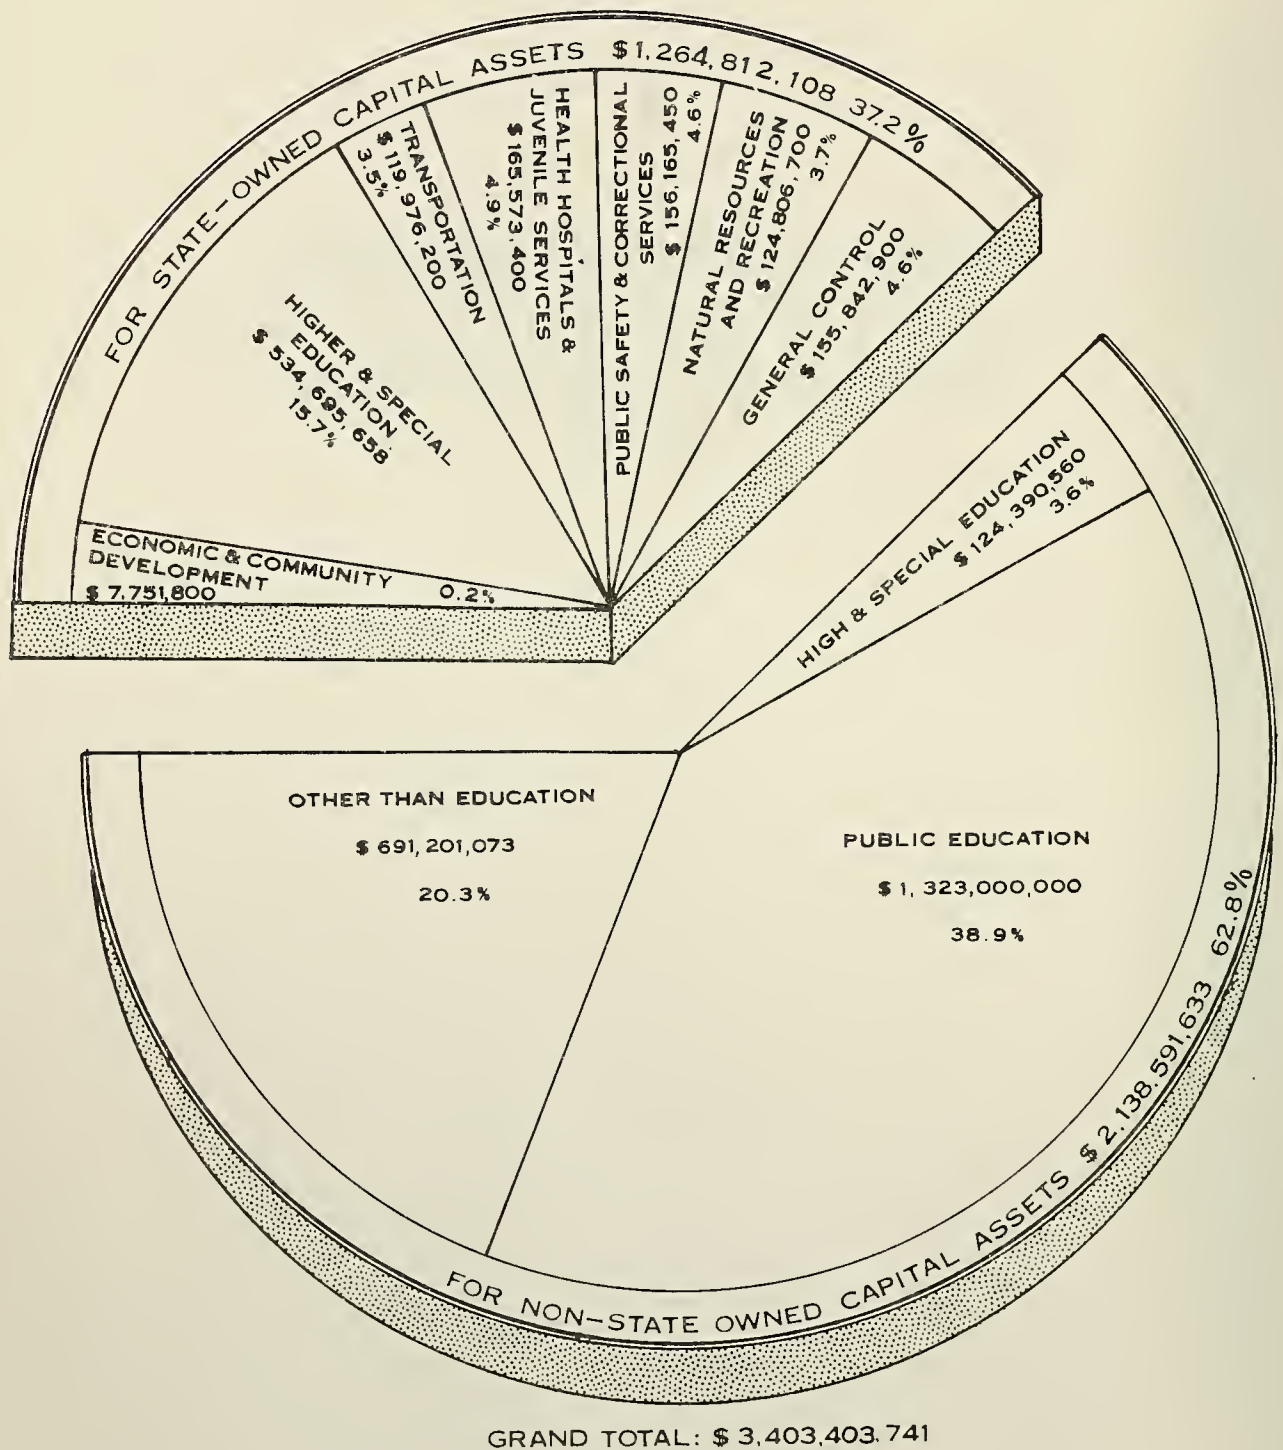 FOR STATE-OWNED CAPITAL ASSETS $1,264,812,108 37.2%
ECONOMIC & COMMUNITY
DEVELOPMENT
$ 7,751,800 0.2%
HIGHER & SPECIAL
EDUCATION
$ 534,695,658
15.7%
TRANSPORTATION
$ 119,976,200
3.5%
HEALTH HOSPITALS &
JUVENILE SERVICES
$ 165,573,400
4.9%
PUBLIC SAFETY & CORRECTIONAL
SERVICES
$ 156,165,450
4.6%
NATURAL RESOURCES
AND RECREATION
$ 124,806,700
3.7%
GENERAL CONTROL
$ 155,842,900
4.6%
HIGH & SPECIAL EDUCATION
$ 124,390,560
3.6%
OTHER THAN EDUCATION
$ 691,201,073
20.3%
PUBLIC EDUCATION
$ 1,323,000,000
38.9%
FOR NON-STATE OWNED CAPITAL ASSETS $ 2,138,591,633 62.8%
GRAND TOTAL: $ 3,403,403,741